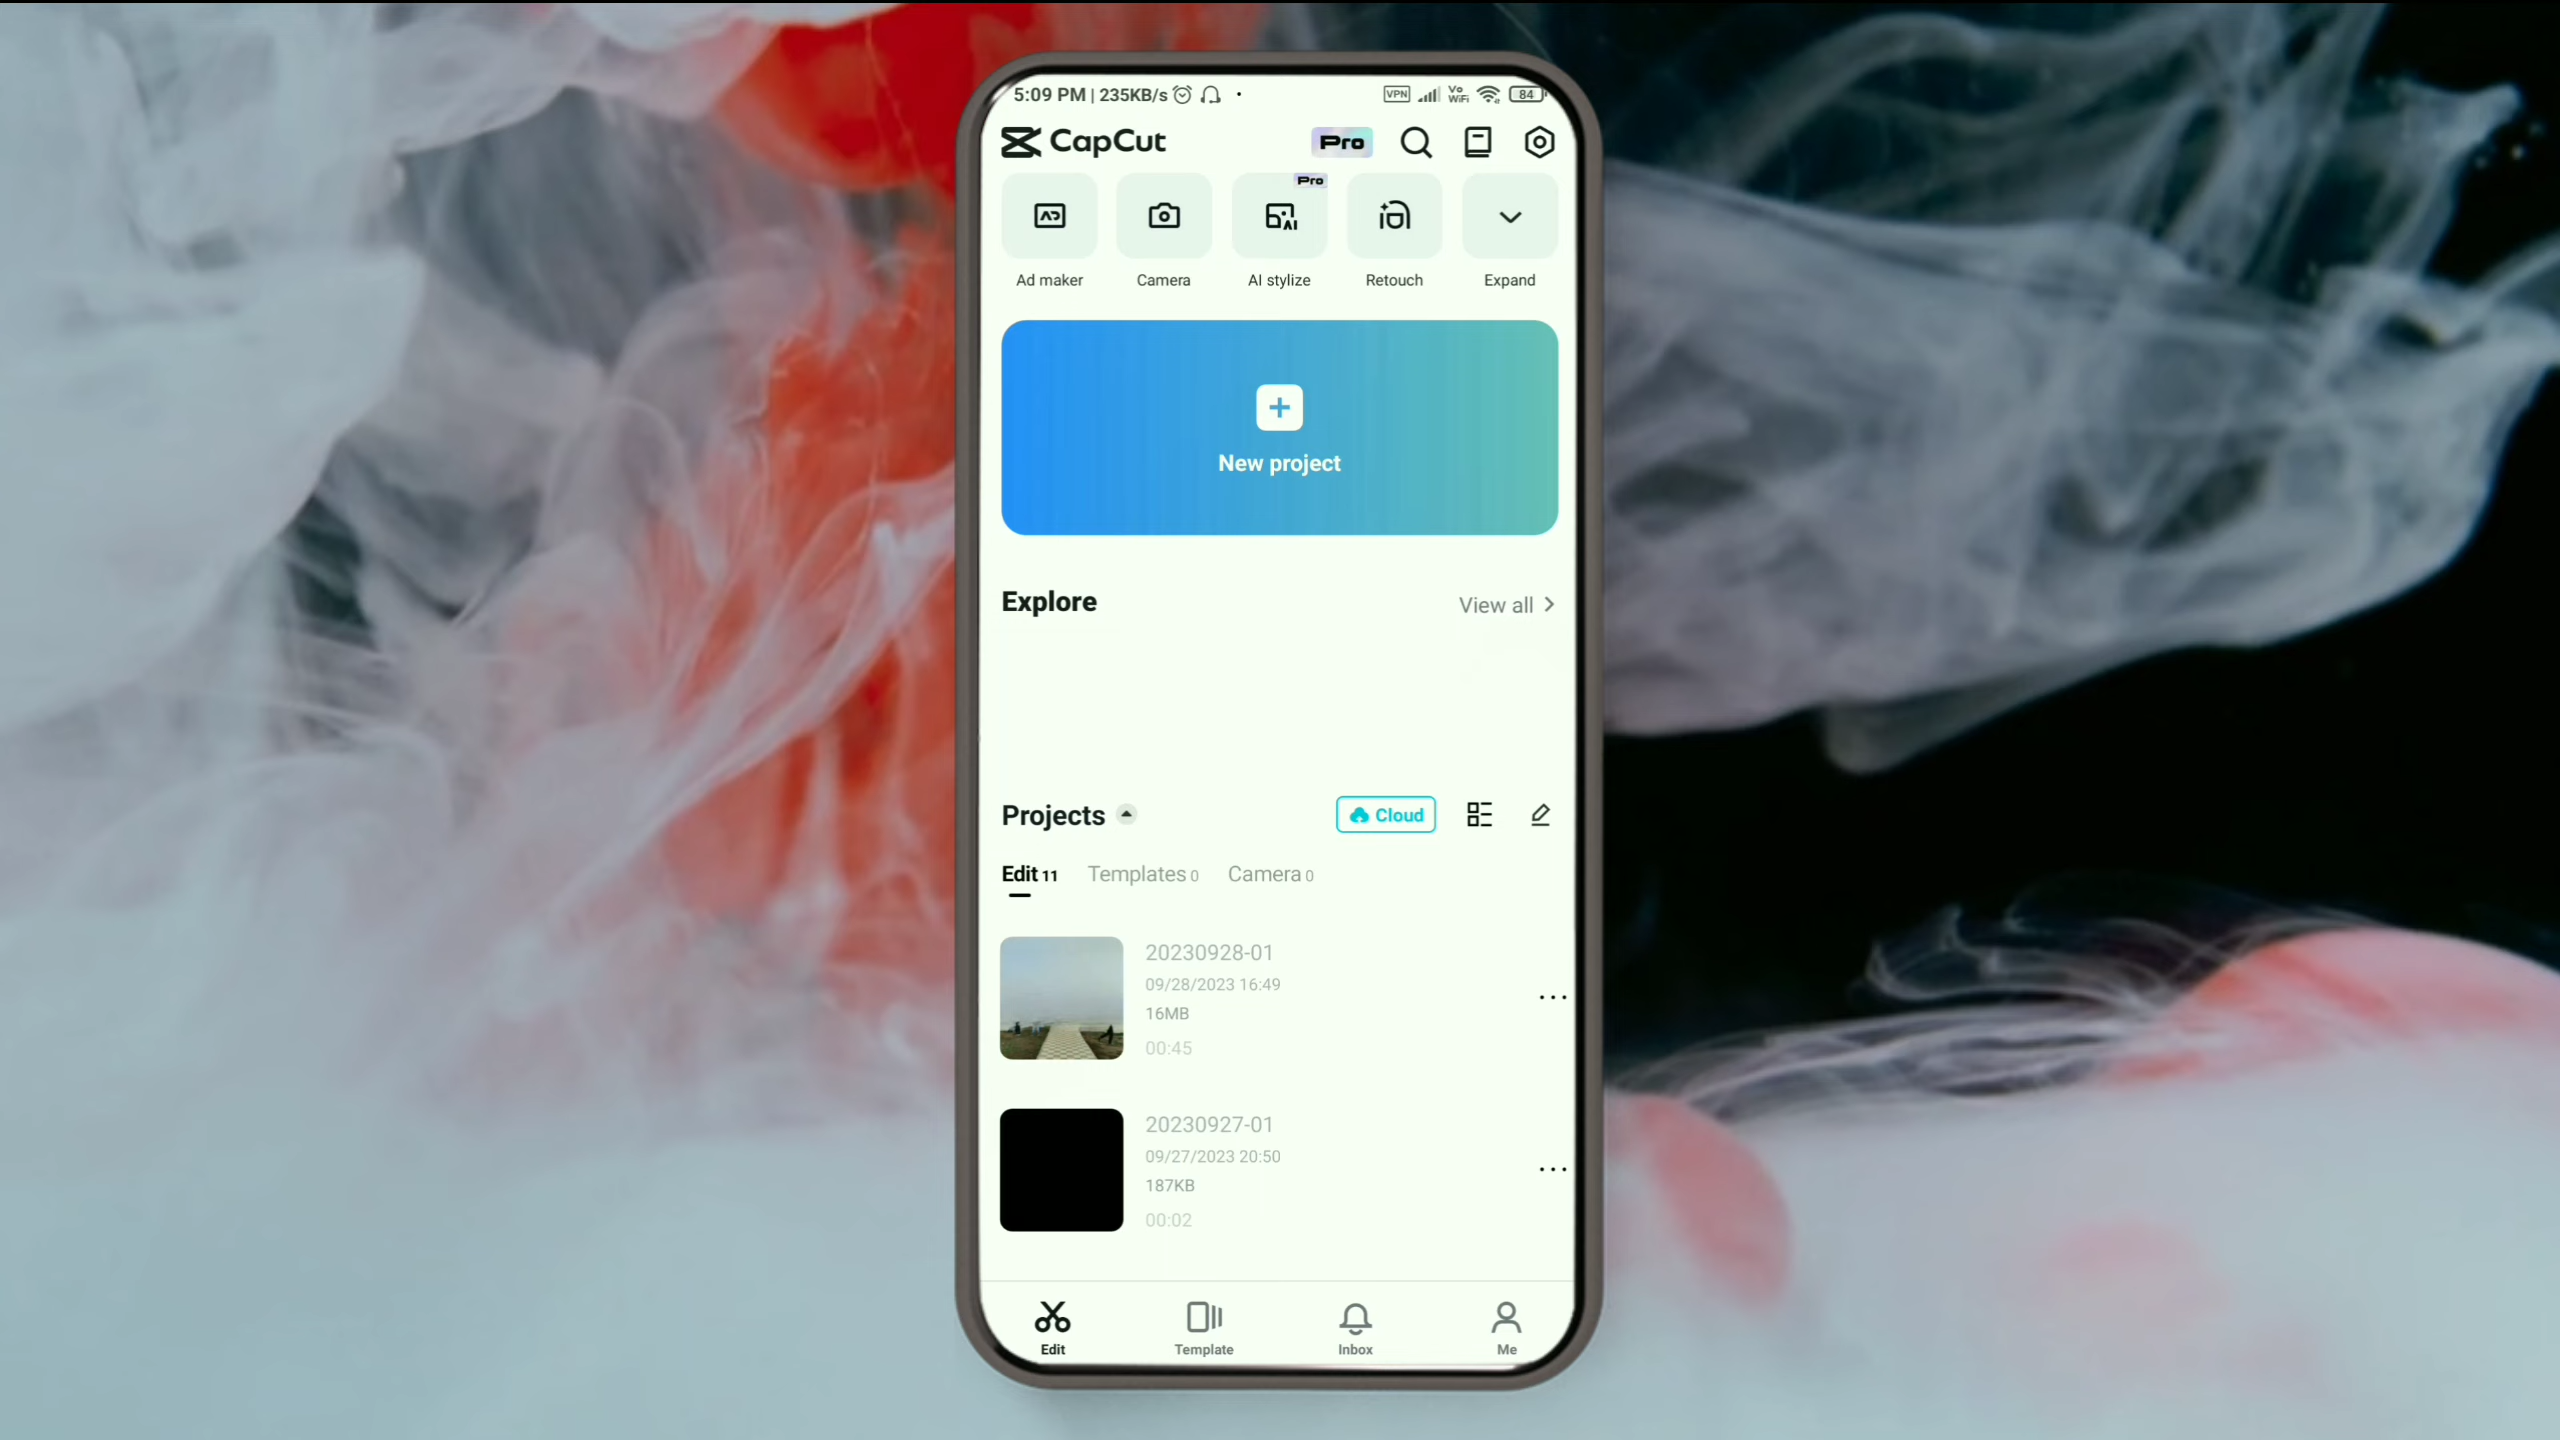 5:09 PM | 235KB/s VPN Vo WiFi 84
CapCut Pro
Pro
Ad maker Camera AI stylize Retouch Expand
New project
Explore View all
Projects Cloud
Edit 11 Templates 0 Camera 0
20230928-01
09/28/2023 16:49
16MB
00:45
20230927-01
09/27/2023 20:50
187KB
00:02
Edit Template Inbox Me